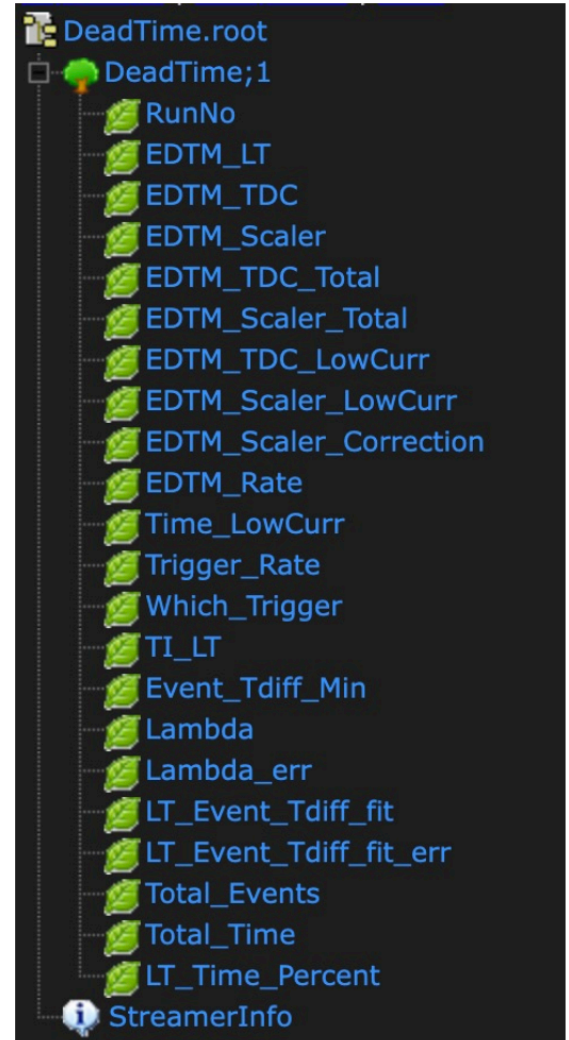 DeadTime.root
DeadTime;1
RunNo
EDTM_LT
EDTM_TDC
EDTM_Scaler
EDTM_TDC_Total
EDTM_Scaler_Total
EDTM_TDC_LowCurr
EDTM_Scaler_LowCurr
EDTM_Scaler_Correction
EDTM_Rate
Time_LowCurr
Trigger_Rate
Which_Trigger
TI_LT
Event_Tdiff_Min
Lambda
Lambda_err
LT_Event_Tdiff_fit
LT_Event_Tdiff_fit_err
Total_Events
Total_Time
LT_Time_Percent
StreamerInfo